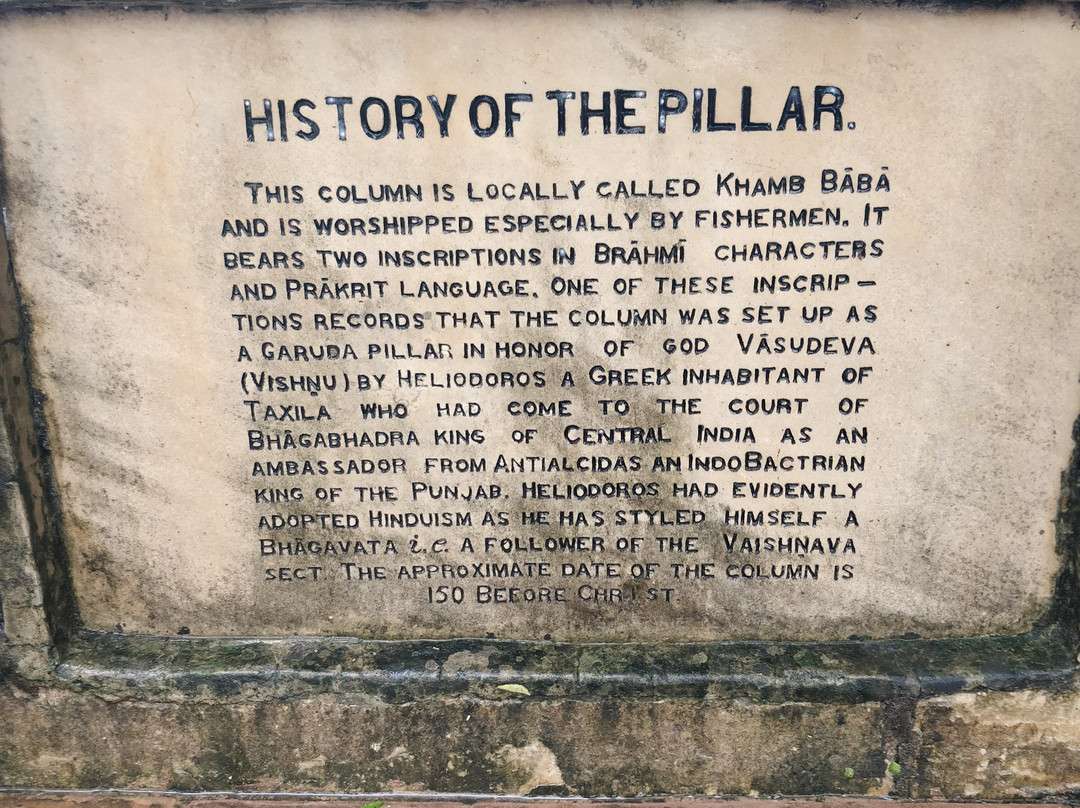 HISTORY OF THE PILLAR.
THIS COLUMN IS LOCALLY CALLED KHAMB BĀBĀ
AND IS WORSHIPPED ESPECIALLY BY FISHERMEN. IT
BEARS TWO INSCRIPTIONS IN BRĀHMĪ CHARACTERS
AND PRĀKRIT LANGUAGE. ONE OF THESE INSCRIP-
TIONS RECORDS THAT THE COLUMN WAS SET UP AS
A GARUDA PILLAR IN HONOR OF GOD VĀSUDEVA
(VISHṆU) BY HELIODOROS A GREEK INHABITANT OF
TAXILA WHO HAD COME TO THE COURT OF
BHĀGABHADRA KING OF CENTRAL INDIA AS AN
AMBASSADOR FROM ANTIALCIDAS AN INDO BACTRIAN
KING OF THE PUNJAB. HELIODOROS HAD EVIDENTLY
ADOPTED HINDUISM AS HE HAS STYLED HIMSELF A
BHĀGAVATA i.e. A FOLLOWER OF THE VAISHṆAVA
SECT THE APPROXIMATE DATE OF THE COLUMN IS
150 BEFORE CHRIST